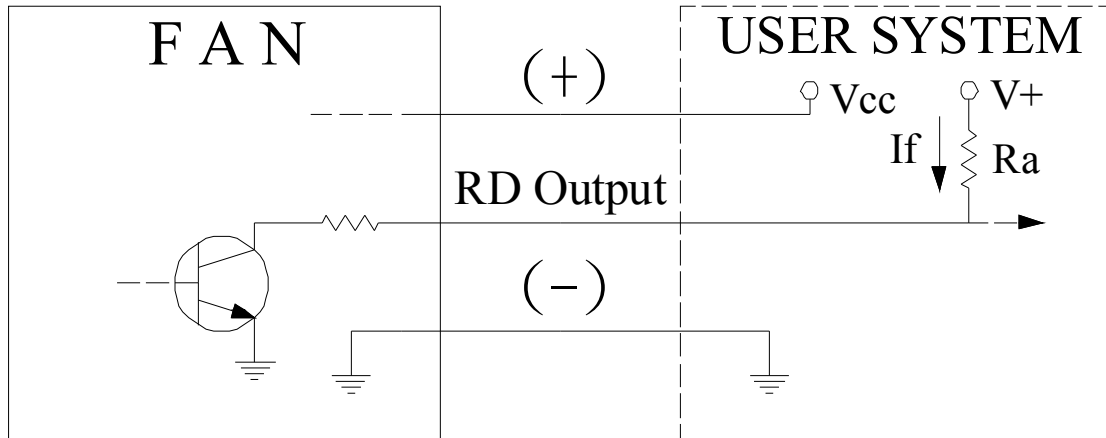 F A N
USER SYSTEM
(+)
Vcc
V+
If
Ra
RD Output
(-)